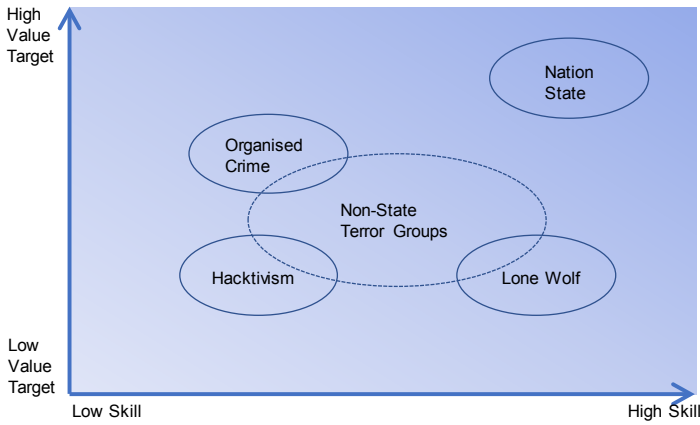 High
Value
Target
Nation
State
Organised
Crime
Non-State
Terror Groups
Hacktivism
Lone Wolf
Low
Value
Target
Low Skill
High Skill